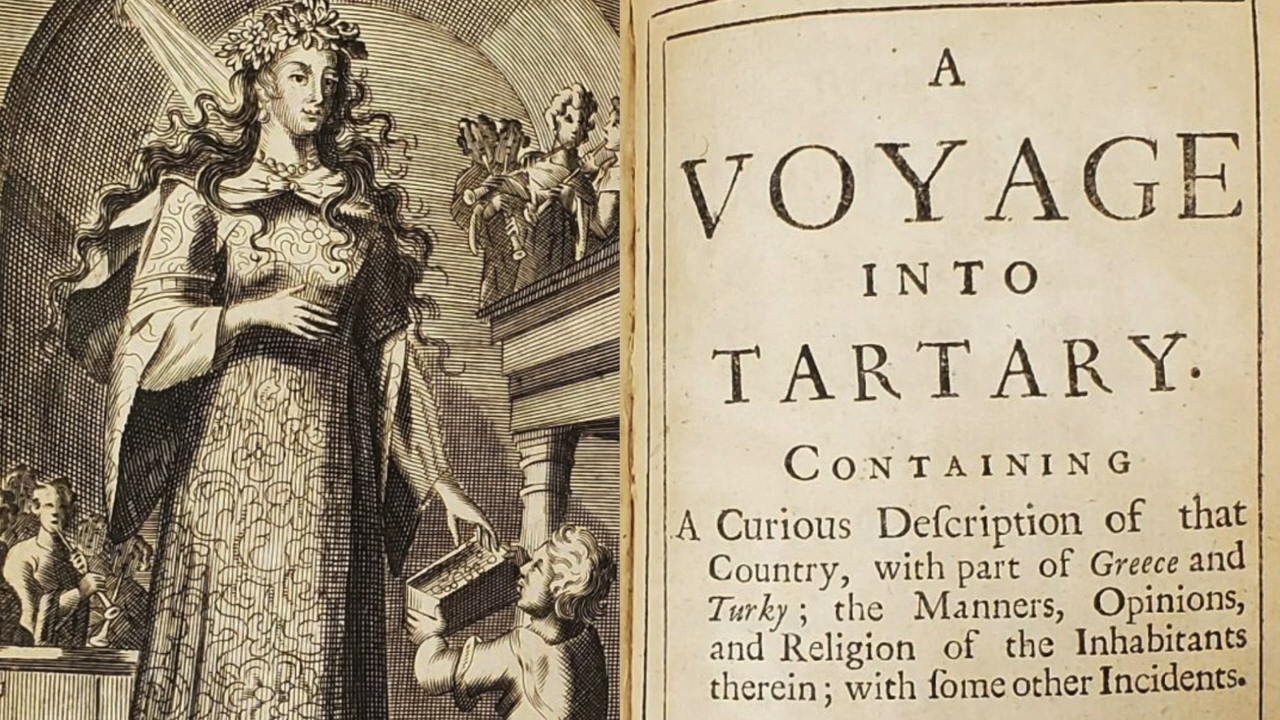 A
VOYAGE
INTO
TARTARY.
CONTAINING
A Curious Deſcription of that
Country, with part of Greece and
Turky; the Manners, Opinions,
and Religion of the Inhabitants
therein; with ſome other Incidents.